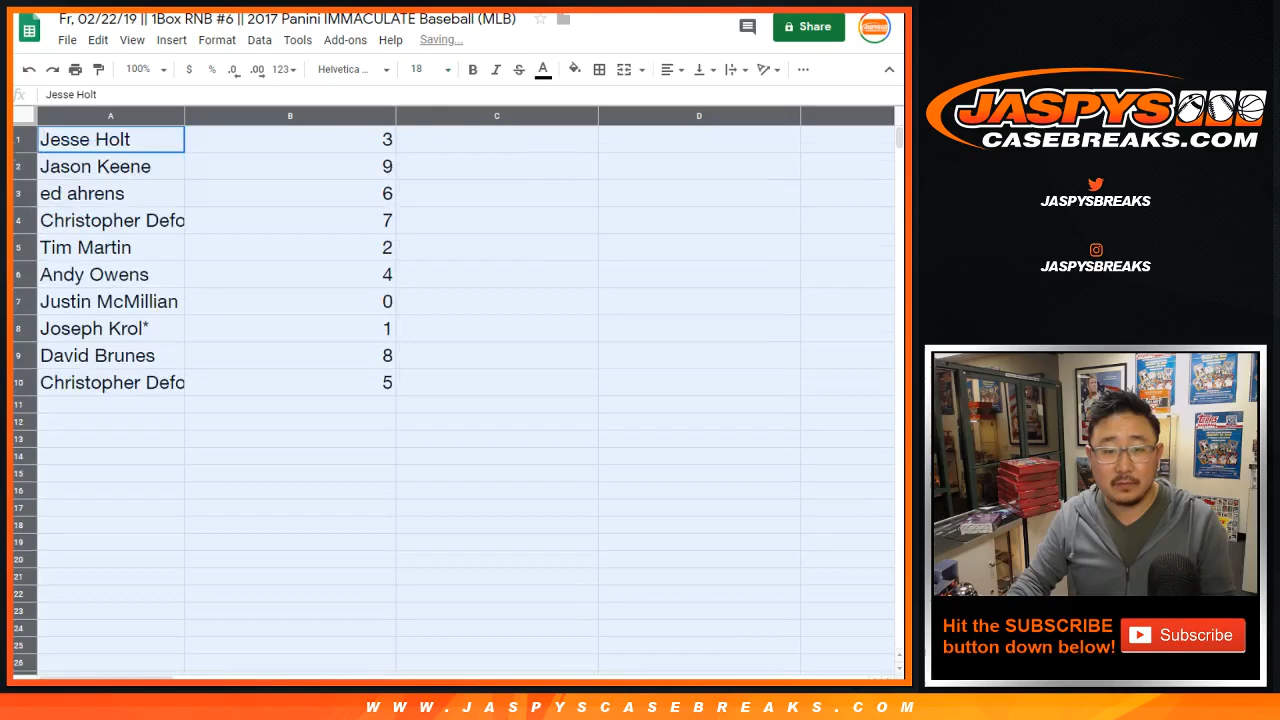 Fr, 02/22/19 || 1Box RNB #6 || 2017 Panini IMMACULATE Baseball (MLB)
File Edit View Insert Format Data Tools Add-ons Help Saving...
Share
100% $ % .0 .00 123 Helvetica ... 18 B I S A
fx Jesse Holt
A B C D
1 Jesse Holt 3
2 Jason Keene 9
3 ed ahrens 6
4 Christopher Defo 7
5 Tim Martin 2
6 Andy Owens 4
7 Justin McMillian 0
8 Joseph Krol* 1
9 David Brunes 8
10 Christopher Defo 5
11
12
13
14
15
16
17
18
19
20
21
22
23
24
25
26
JASPYS
CASEBREAKS.COM
JASPYSBREAKS
JASPYSBREAKS
Hit the SUBSCRIBE
button down below!
Subscribe
WWW.JASPYSCASEBREAKS.COM